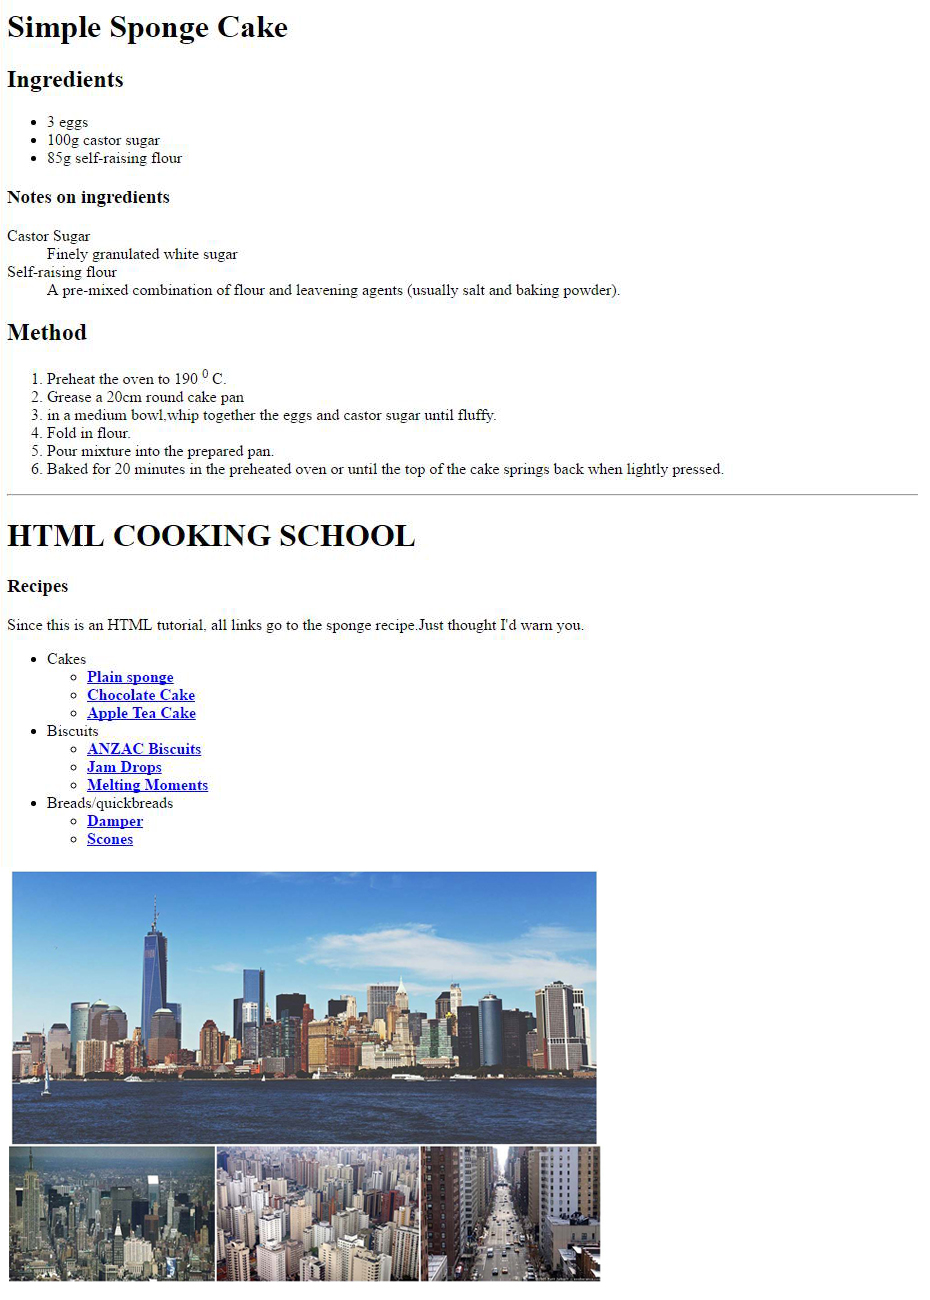 Simple Sponge Cake
Ingredients
• 3 eggs
• 100g castor sugar
• 85g self-raising flour
Notes on ingredients
Castor Sugar
Finely granulated white sugar
Self-raising flour
A pre-mixed combination of flour and leavening agents (usually salt and baking powder).
Method
1. Preheat the oven to 190 ⁰ C.
2. Grease a 20cm round cake pan
3. in a medium bowl,whip together the eggs and castor sugar until fluffy.
4. Fold in flour.
5. Pour mixture into the prepared pan.
6. Baked for 20 minutes in the preheated oven or until the top of the cake springs back when lightly pressed.
HTML COOKING SCHOOL
Recipes
Since this is an HTML tutorial, all links go to the sponge recipe.Just thought I'd warn you.
• Cakes
◦ Plain sponge
◦ Chocolate Cake
◦ Apple Tea Cake
• Biscuits
◦ ANZAC Biscuits
◦ Jam Drops
◦ Melting Moments
• Breads/quickbreads
◦ Damper
◦ Scones